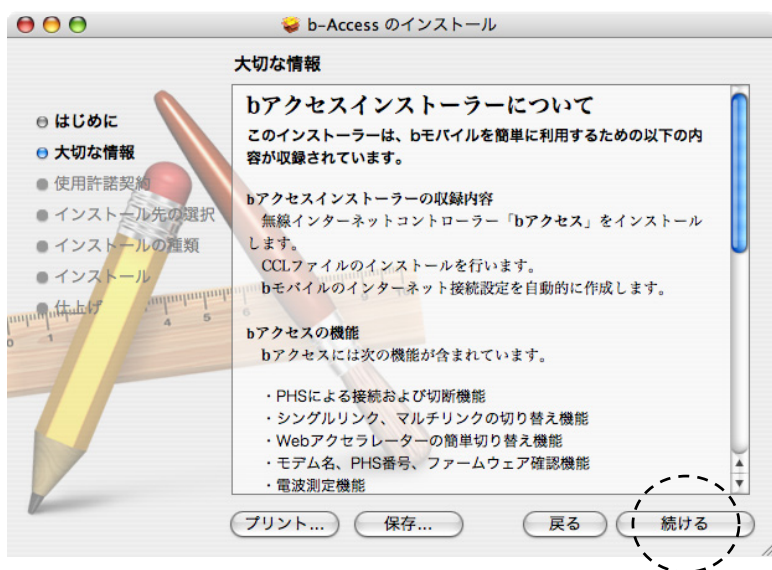 b-Access のインストール
大切な情報
はじめに
大切な情報
使用許諾契約
インストール先の選択
インストールの種類
インストール
仕上げ
bアクセスインストーラーについて
このインストーラーは、bモバイルを簡単に利用するための以下の内
容が収録されています。
bアクセスインストーラーの収録内容
無線インターネットコントローラー「bアクセス」をインストール
します。
CCLファイルのインストールを行います。
bモバイルのインターネット接続設定を自動的に作成します。
bアクセスの機能
bアクセスには次の機能が含まれています。
・PHSによる接続および切断機能
・シングルリンク、マルチリンクの切り替え機能
・Webアクセラレーターの簡単切り替え機能
・モデム名、PHS番号、ファームウェア確認機能
・電波測定機能
プリント... 保存... 戻る 続ける